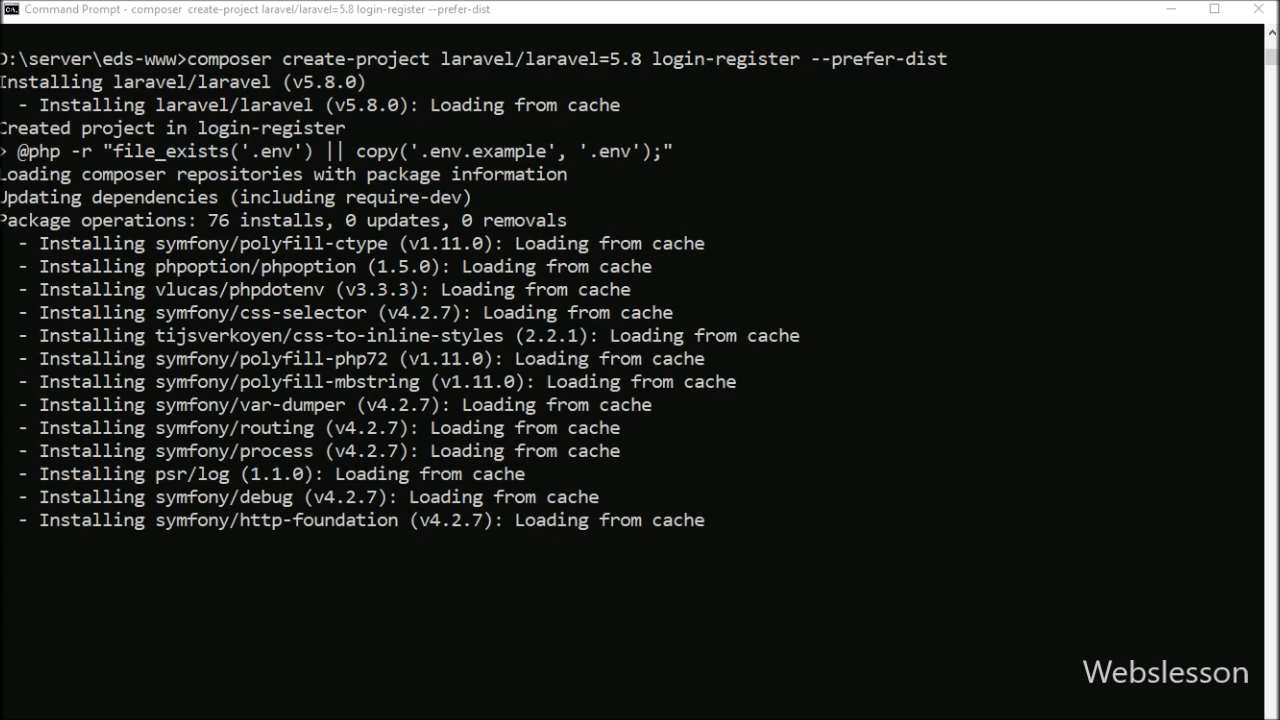 Command Prompt - composer  create-project laravel/laravel=5.8 login-register --prefer-dist
D:\server\eds-www>composer create-project laravel/laravel=5.8 login-register --prefer-dist
Installing laravel/laravel (v5.8.0)
  - Installing laravel/laravel (v5.8.0): Loading from cache
Created project in login-register
> @php -r "file_exists('.env') || copy('.env.example', '.env');"
Loading composer repositories with package information
Updating dependencies (including require-dev)
Package operations: 76 installs, 0 updates, 0 removals
  - Installing symfony/polyfill-ctype (v1.11.0): Loading from cache
  - Installing phpoption/phpoption (1.5.0): Loading from cache
  - Installing vlucas/phpdotenv (v3.3.3): Loading from cache
  - Installing symfony/css-selector (v4.2.7): Loading from cache
  - Installing tijsverkoyen/css-to-inline-styles (2.2.1): Loading from cache
  - Installing symfony/polyfill-php72 (v1.11.0): Loading from cache
  - Installing symfony/polyfill-mbstring (v1.11.0): Loading from cache
  - Installing symfony/var-dumper (v4.2.7): Loading from cache
  - Installing symfony/routing (v4.2.7): Loading from cache
  - Installing symfony/process (v4.2.7): Loading from cache
  - Installing psr/log (1.1.0): Loading from cache
  - Installing symfony/debug (v4.2.7): Loading from cache
  - Installing symfony/http-foundation (v4.2.7): Loading from cache
Webslesson